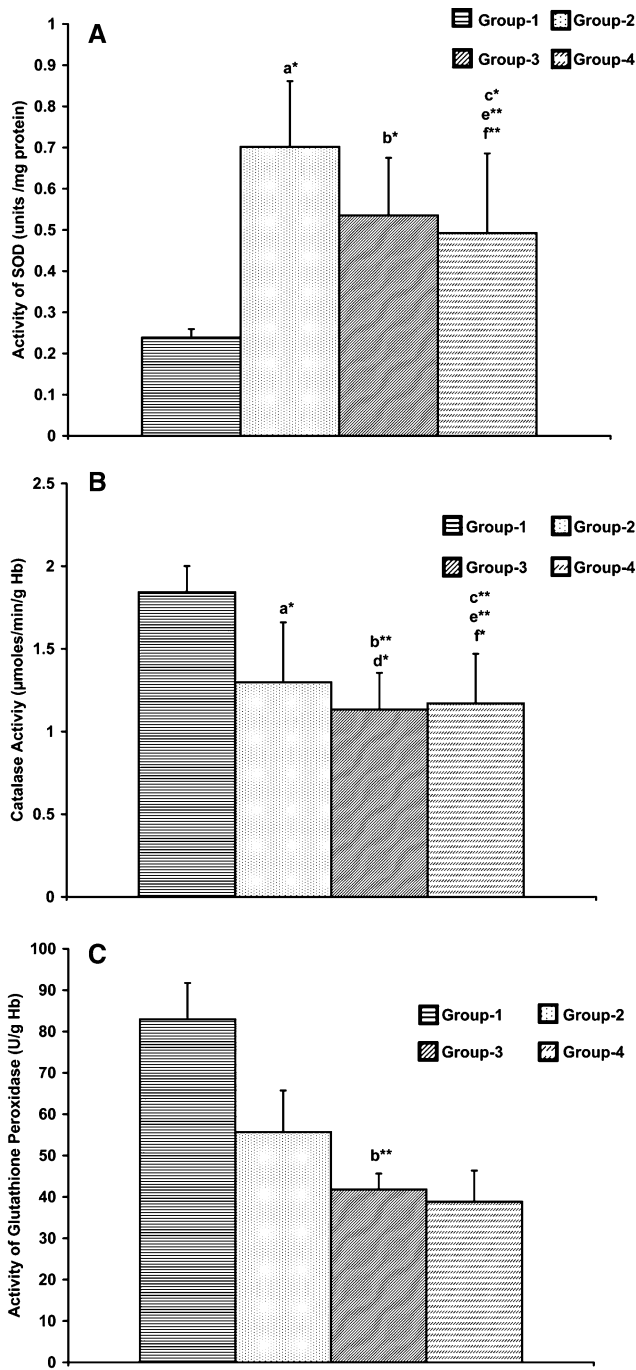 A
Group-1 Group-2
Group-3 Group-4
Activity of SOD (units /mg protein)
1
0.9
0.8
0.7
0.6
0.5
0.4
0.3
0.2
0.1
0
a*
b*
c*
e**
f**
B
Group-1 Group-2
Group-3 Group-4
Catalase Activiy (µmoles/min/g Hb)
2.5
2
1.5
1
0.5
0
a*
b**
d*
c**
e**
f*
C
Group-1 Group-2
Group-3 Group-4
Activity of Glutathione Peroxidase (U/g Hb)
100
90
80
70
60
50
40
30
20
10
0
b**